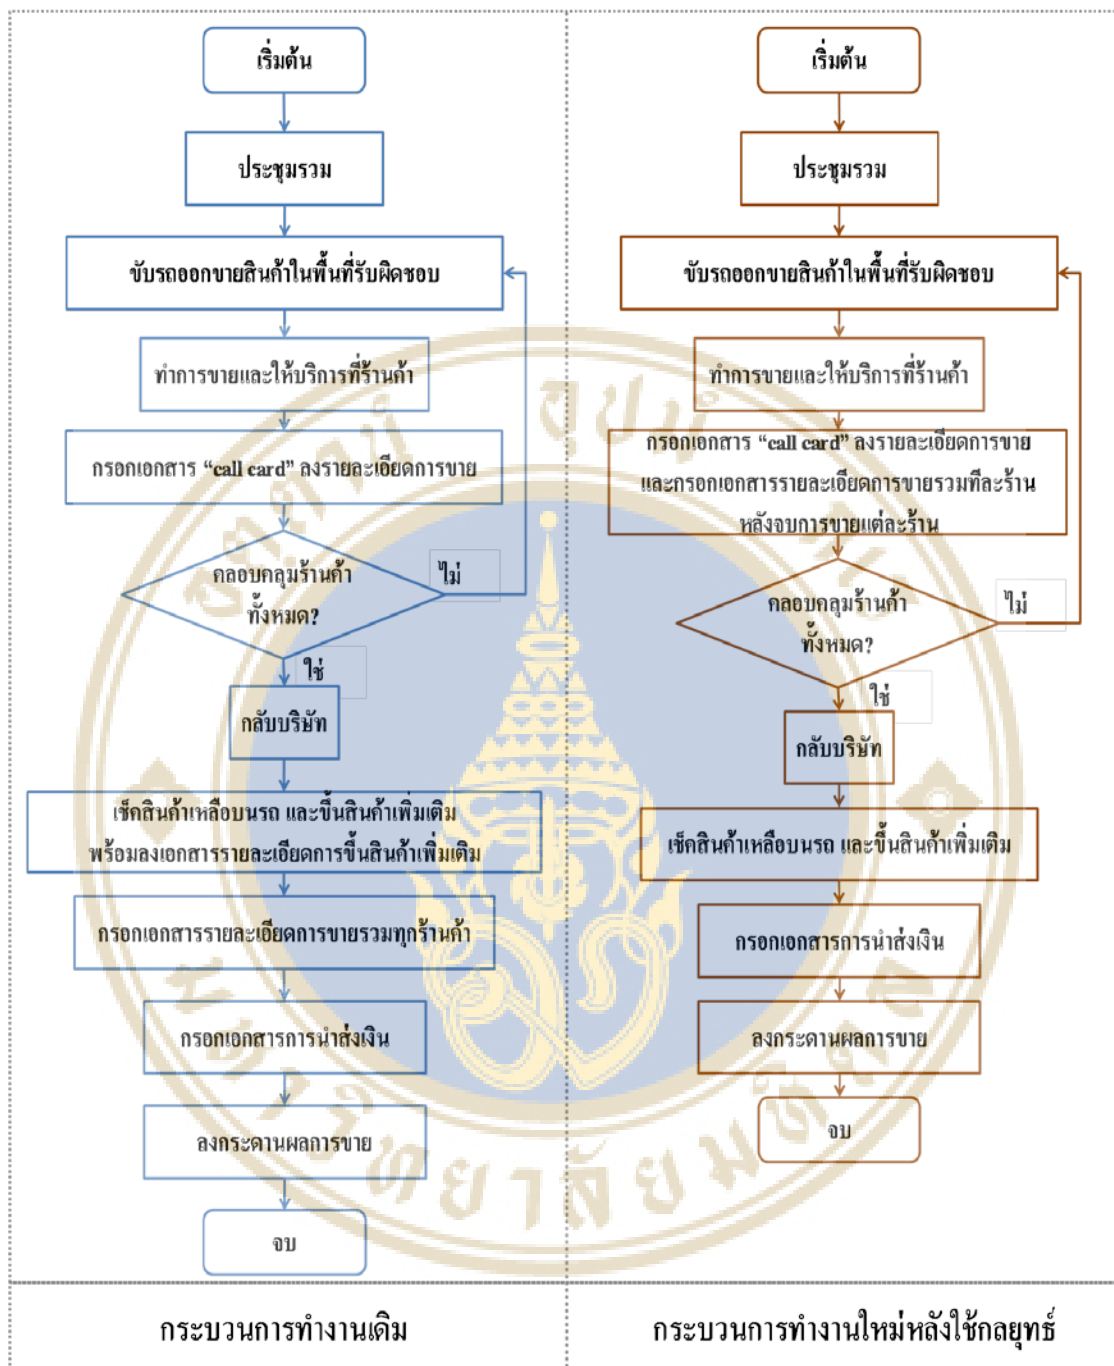 เริ่มต้น
ประชุมรวม
ขับรถออกขายสินค้าในพื้นที่รับผิดชอบ
ทำการขายและให้บริการที่ร้านค้า
กรอกเอกสาร “call card” ลงรายละเอียดการขาย
คลอบคลุมร้านค้า
ทั้งหมด?
ไม่
ใช่
กลับบริษัท
เช็คสินค้าเหลือบนรถ และขึ้นสินค้าเพิ่มเติม
พร้อมลงเอกสารรายละเอียดการขึ้นสินค้าเพิ่มเติม
กรอกเอกสารรายละเอียดการขายรวมทุกร้านค้า
กรอกเอกสารการนำส่งเงิน
ลงกระดานผลการขาย
จบ
กระบวนการทำงานเดิม
เริ่มต้น
ประชุมรวม
ขับรถออกขายสินค้าในพื้นที่รับผิดชอบ
ทำการขายและให้บริการที่ร้านค้า
กรอกเอกสาร “call card” ลงรายละเอียดการขาย
และกรอกเอกสารรายละเอียดการขายรวมทีละร้าน
หลังจบการขายแต่ละร้าน
คลอบคลุมร้านค้า
ทั้งหมด?
ไม่
ใช่
กลับบริษัท
เช็คสินค้าเหลือบนรถ และขึ้นสินค้าเพิ่มเติม
กรอกเอกสารการนำส่งเงิน
ลงกระดานผลการขาย
จบ
กระบวนการทำงานใหม่หลังใช้กลยุทธ์
อตฺตานํ อุปมํ กเร
มหาวิทยาลัยมหิดล